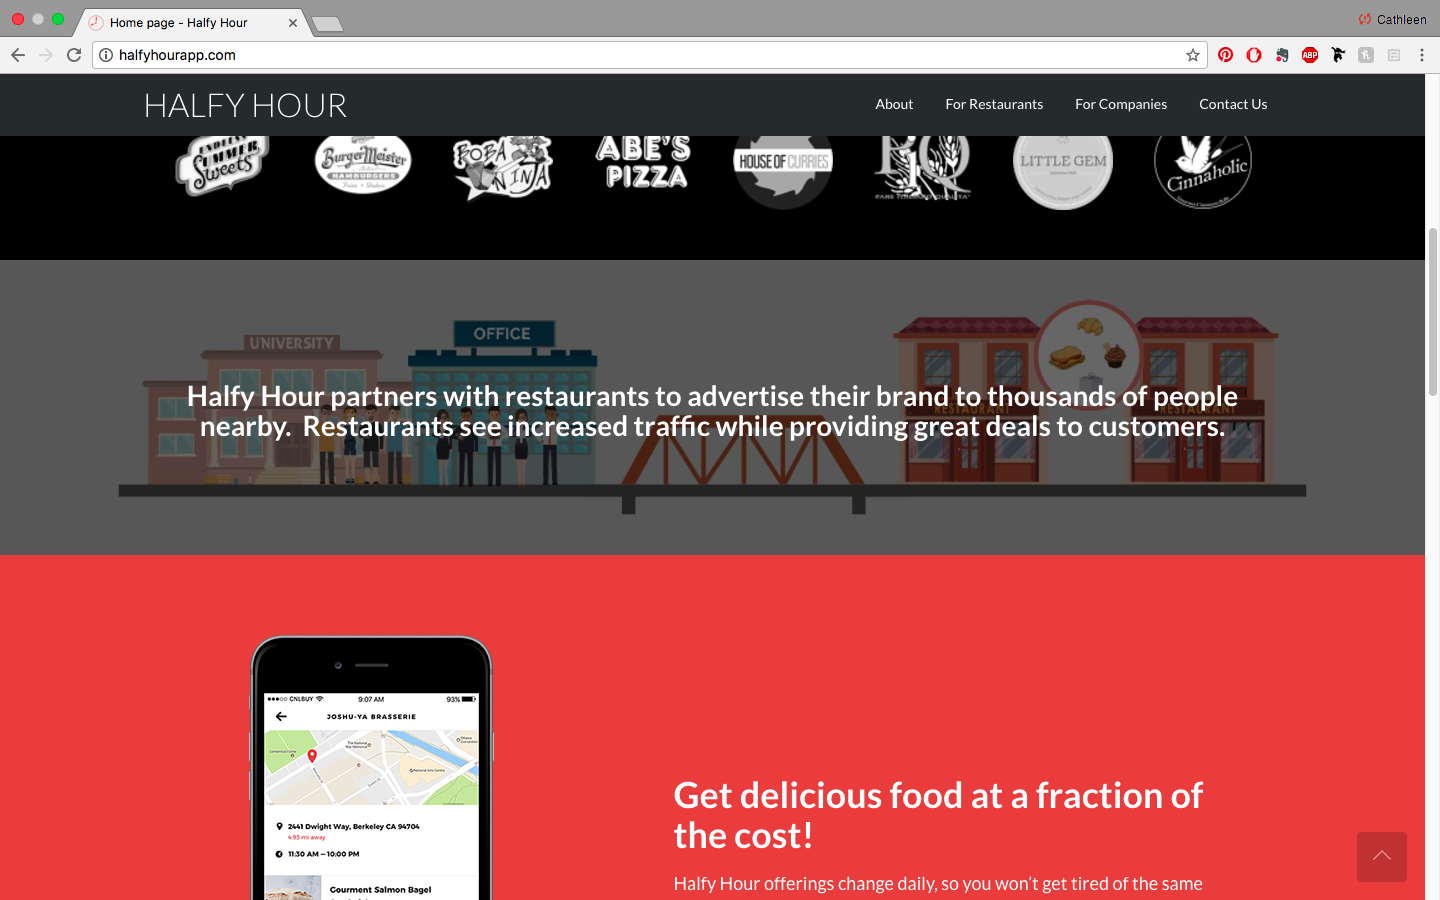 Home page - Halfy Hour
Cathleen
halfyhourapp.com
ABP
HALFY HOUR
About
For Restaurants
For Companies
Contact Us
INDIAN
SUMMER
Sweets
BurgerMeister
HAMBURGERS
Fries + Shakes
BOBA
NINJA
ABE'S
PIZZA
HOUSE OF CURRIES
LITTLE GEM
Cinnaholic
UNIVERSITY
OFFICE
RESTAURANT
RESTAURANT
Halfy Hour partners with restaurants to advertise their brand to thousands of people
nearby. Restaurants see increased traffic while providing great deals to customers.
CNLBUY
9:07 AM
93%
JOSHU-YA BRASSERIE
2441 Dwight Way, Berkeley CA 94704
4.93 mi away
11:30 AM – 10:00 PM
Gourment Salmon Bagel
Get delicious food at a fraction of
the cost!
Halfy Hour offerings change daily, so you won't get tired of the same